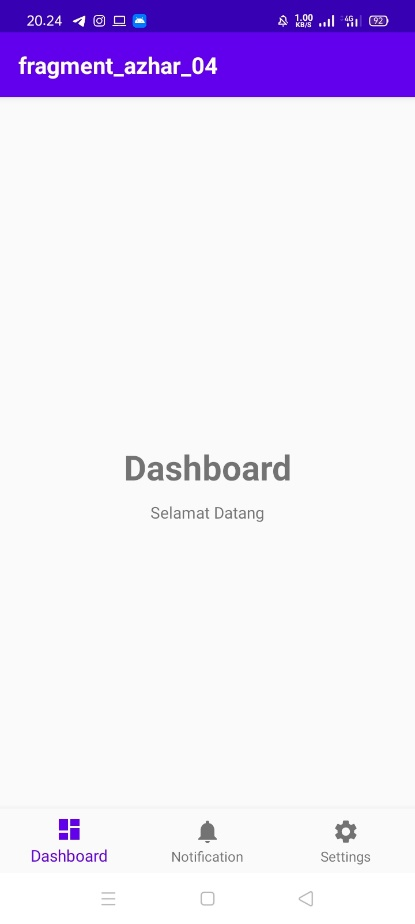 20.24
1.00
KB/S
4G
92
fragment_azhar_04
Dashboard
Selamat Datang
Dashboard
Notification
Settings